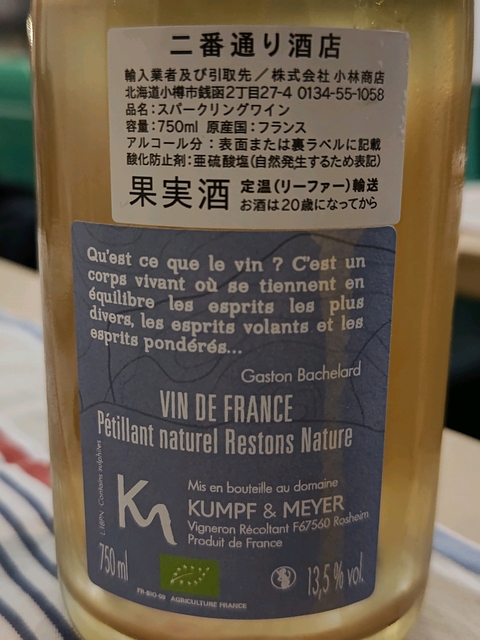 二番通り酒店
輸入業者及び引取先／株式会社 小林商店
北海道小樽市銭函2丁目27-4 0134-55-1058
品名：スパークリングワイン
容量：750ml 原産国：フランス
アルコール分：表面または裏ラベルに記載
酸化防止剤：亜硫酸塩(自然発生するため表記)
果実酒 定温(リーファー)輸送
お酒は20歳になってから
Qu'est ce que le vin ? C'est un
corps vivant où se tiennent en
équilibre les esprits les plus
divers, les esprits volants et les
esprits pondérés...
Gaston Bachelard
VIN DE FRANCE
Pétillant naturel Restons Nature
Mis en bouteille au domaine
KUMPF & MEYER
Vigneron Récoltant F67560 Rosheim
Produit de France
KM
Contains sulphites
750 ml
13,5 % vol.
FR-BIO-09 AGRICULTURE FRANCE